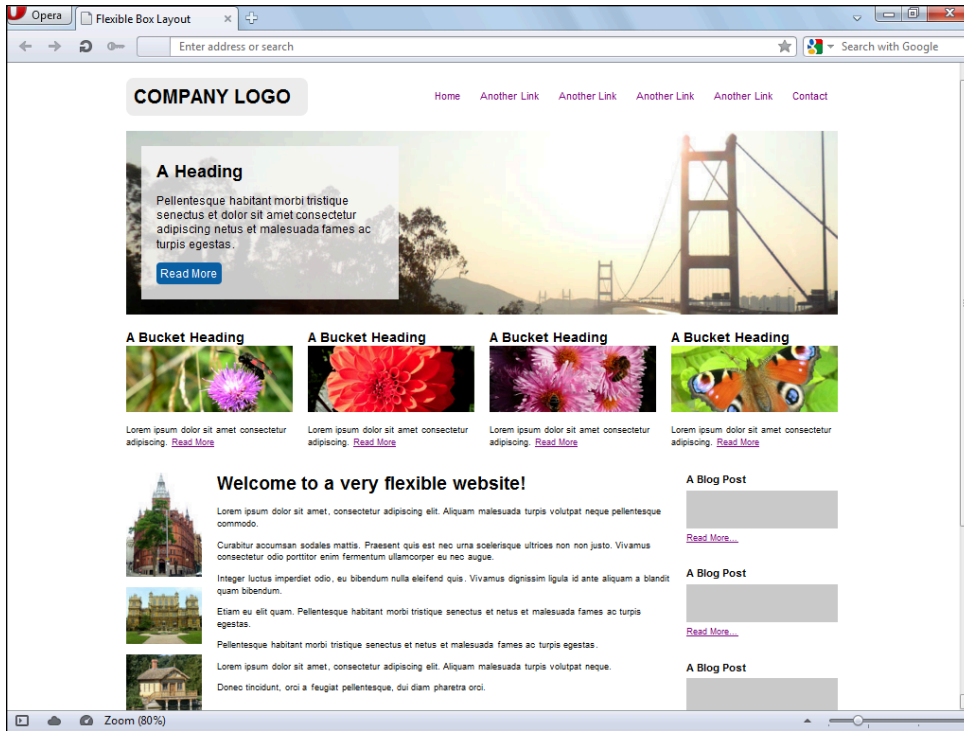 Opera
Flexible Box Layout
Enter address or search
Search with Google
COMPANY LOGO
Home Another Link Another Link Another Link Another Link Contact
A Heading
Pellentesque habitant morbi tristique
senectus et dolor sit amet consectetur
adipiscing netus et malesuada fames ac
turpis egestas.
Read More
A Bucket Heading
Lorem ipsum dolor sit amet consectetur
adipiscing. Read More
A Bucket Heading
Lorem ipsum dolor sit amet consectetur
adipiscing. Read More
A Bucket Heading
Lorem ipsum dolor sit amet consectetur
adipiscing. Read More
A Bucket Heading
Lorem ipsum dolor sit amet consectetur
adipiscing. Read More
Welcome to a very flexible website!
Lorem ipsum dolor sit amet, consectetur adipiscing elit. Aliquam malesuada turpis volutpat neque pellentesque
commodo.
Curabitur accumsan sodales mattis. Praesent quis est nec urna scelerisque ultrices non non justo. Vivamus
consectetur odio porttitor enim fermentum ullamcorper eu nec augue.
Integer luctus imperdiet odio, eu bibendum nulla eleifend quis. Vivamus dignissim ligula id ante aliquam a blandit
quam bibendum.
Etiam eu elit quam. Pellentesque habitant morbi tristique senectus et netus et malesuada fames ac turpis
egestas.
Pellentesque habitant morbi tristique senectus et netus et malesuada fames ac turpis egestas.
Lorem ipsum dolor sit amet, consectetur adipiscing elit. Aliquam malesuada turpis volutpat neque.
Donec tincidunt, orci a feugiat pellentesque, dui diam pharetra orci.
A Blog Post
Read More...
A Blog Post
Read More...
A Blog Post
Zoom (80%)